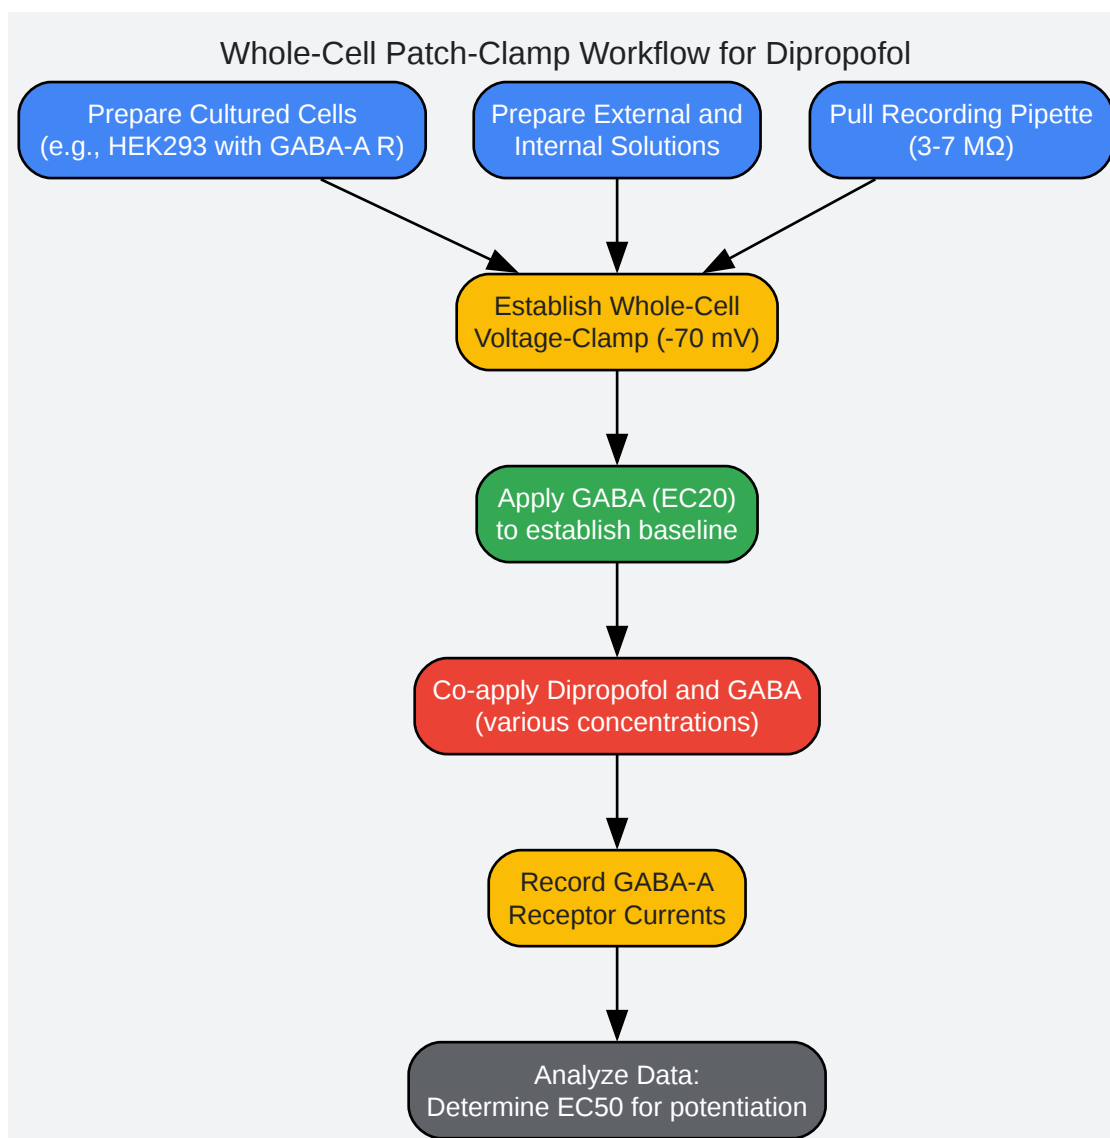 Whole-Cell Patch-Clamp Workflow for Dipropofol
Prepare Cultured Cells
(e.g., HEK293 with GABA-A R)
Prepare External and
Internal Solutions
Pull Recording Pipette
(3-7 MΩ)
Establish Whole-Cell
Voltage-Clamp (-70 mV)
Apply GABA (EC20)
to establish baseline
Co-apply Dipropofol and GABA
(various concentrations)
Record GABA-A
Receptor Currents
Analyze Data:
Determine EC50 for potentiation